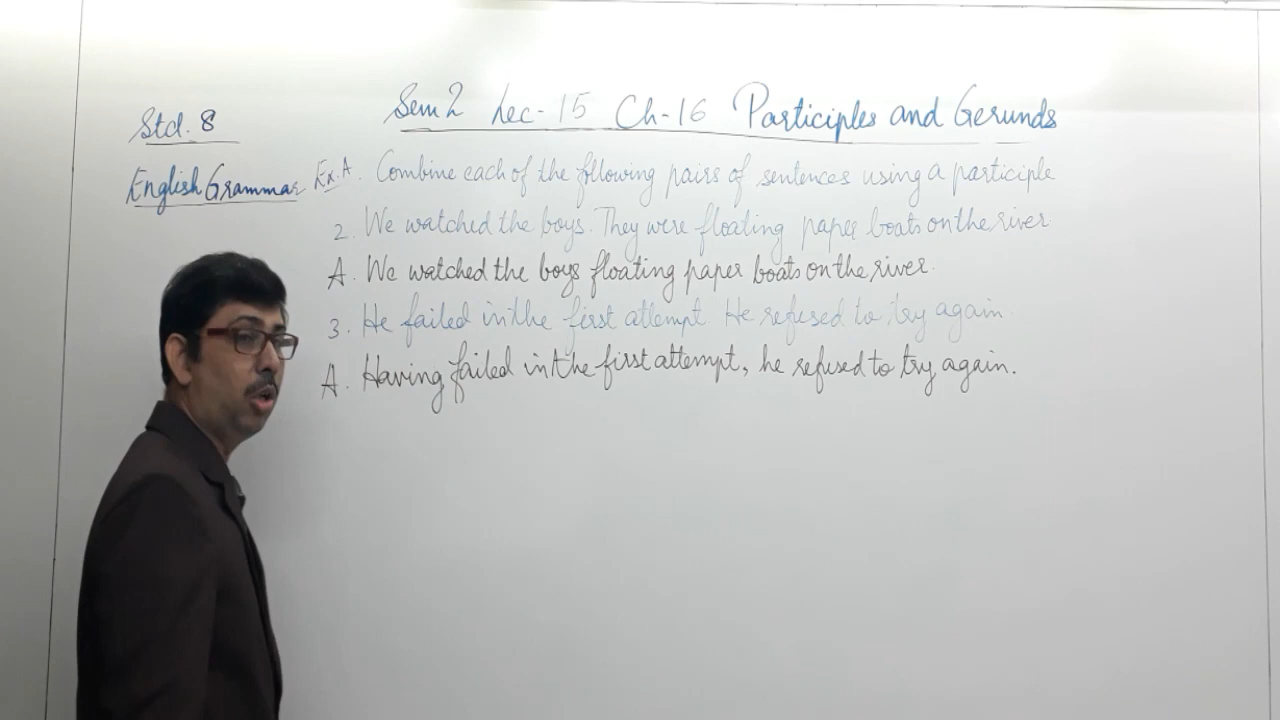 Sem 2 Lec-15 Ch-16 Participles and Gerunds
Std. 8
English Grammar
Ex. A. Combine each of the following pairs of sentences using a participle
2. We watched the boys. They were floating paper boats on the river
A. We watched the boys floating paper boats on the river.
3. He failed in the first attempt He refused to try again.
A. Having failed in the first attempt, he refused to try again.